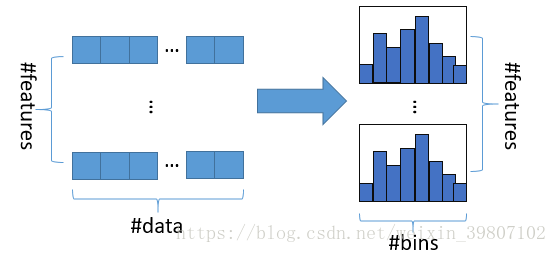 #features
#data
#features
#bins
https://blog.csdn.net/weixin_39807102